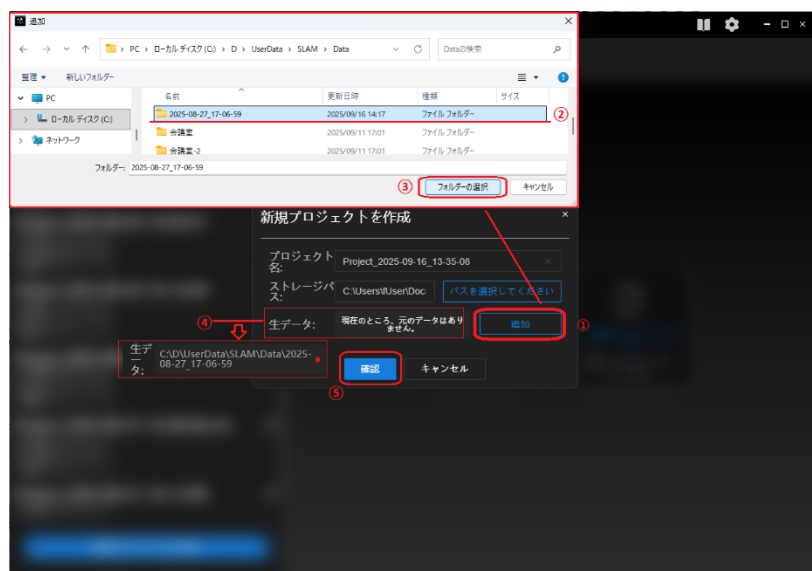 追加
PC › ローカル ディスク (C:) › D › UserData › SLAM › Data
Dataの検索
整理 新しいフォルダー
名前 更新日時 種類 サイズ
PC
ローカル ディスク (C:)
ネットワーク
2025-08-27_17-06-59 2025/09/16 14:17 ファイル フォルダー
②
会議室 2025/09/11 17:01 ファイル フォルダー
会議室-2 2025/09/11 17:01 ファイル フォルダー
フォルダー: 2025-08-27_17-06-59
③ フォルダーの選択 キャンセル
新規プロジェクトを作成
プロジェクト
名:
Project_2025-09-16_13-35-08
ストレージパ
ス:
C:\Users\fUser\Doc パスを選択してください
④
生データ:
現在のところ、元のデータはあり
ません。
追加 ①
生デ
ー
タ:
C:\D\UserData\SLAM\Data\2025-
08-27_17-06-59
確認 キャンセル
⑤